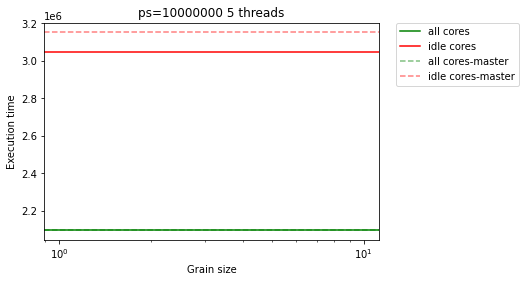 ps=10000000 5 threads
1e6
3.2
3.0
2.8
2.6
2.4
2.2
Execution time
10⁰
10¹
Grain size
all cores
idle cores
all cores-master
idle cores-master